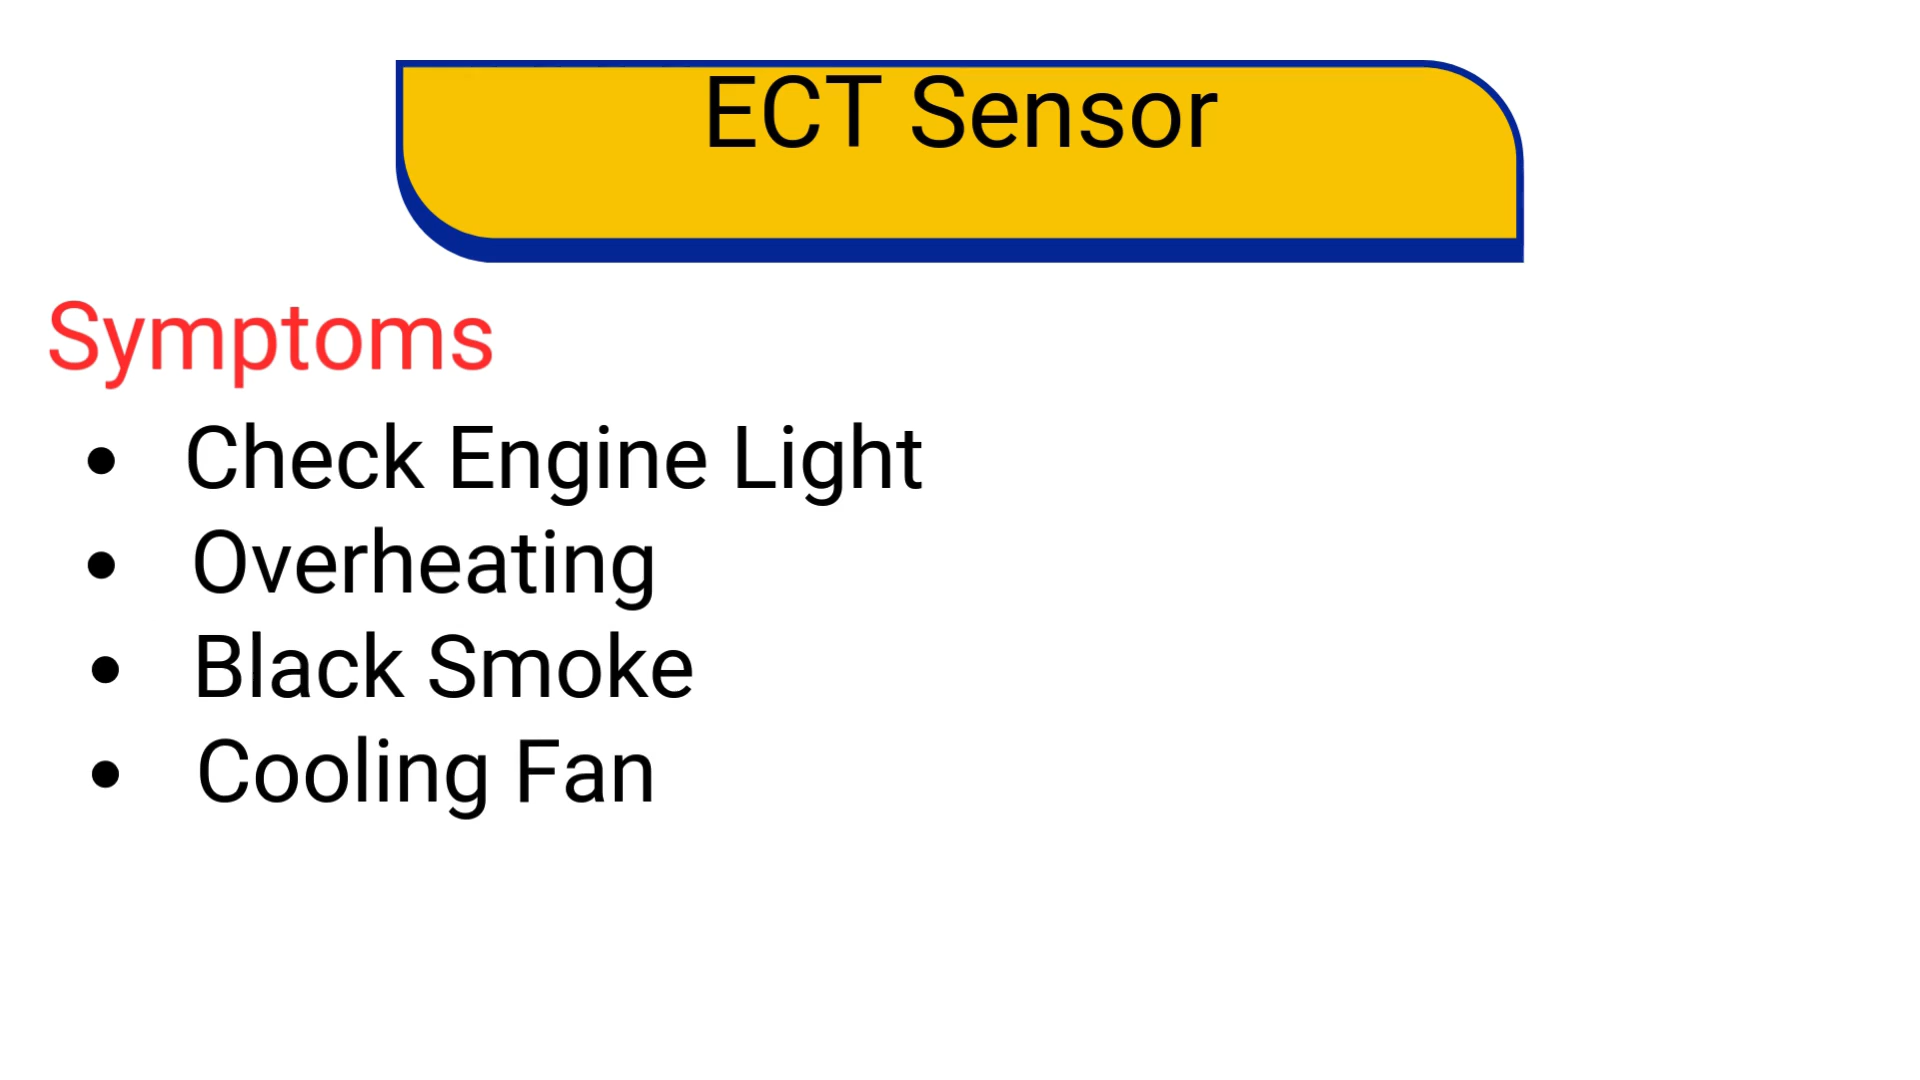 ECT Sensor
Symptoms
• Check Engine Light
• Overheating
• Black Smoke
• Cooling Fan